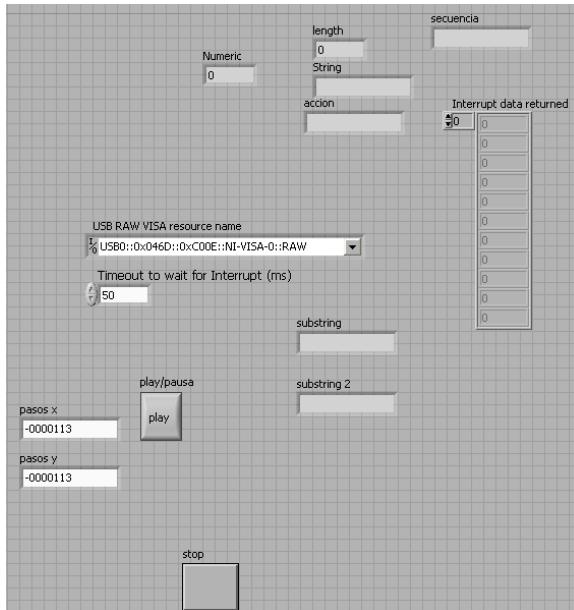 secuencia
length
0
Numeric
0
String
accion
Interrupt data returned
0
0
0
0
0
0
0
0
0
0
0
0
USB RAW VISA resource name
I/O USB0::0x046D::0xC00E::NI-VISA-0::RAW
Timeout to wait for Interrupt (ms)
50
substring
play/pausa
substring 2
play
pasos x
-0000113
pasos y
-0000113
stop